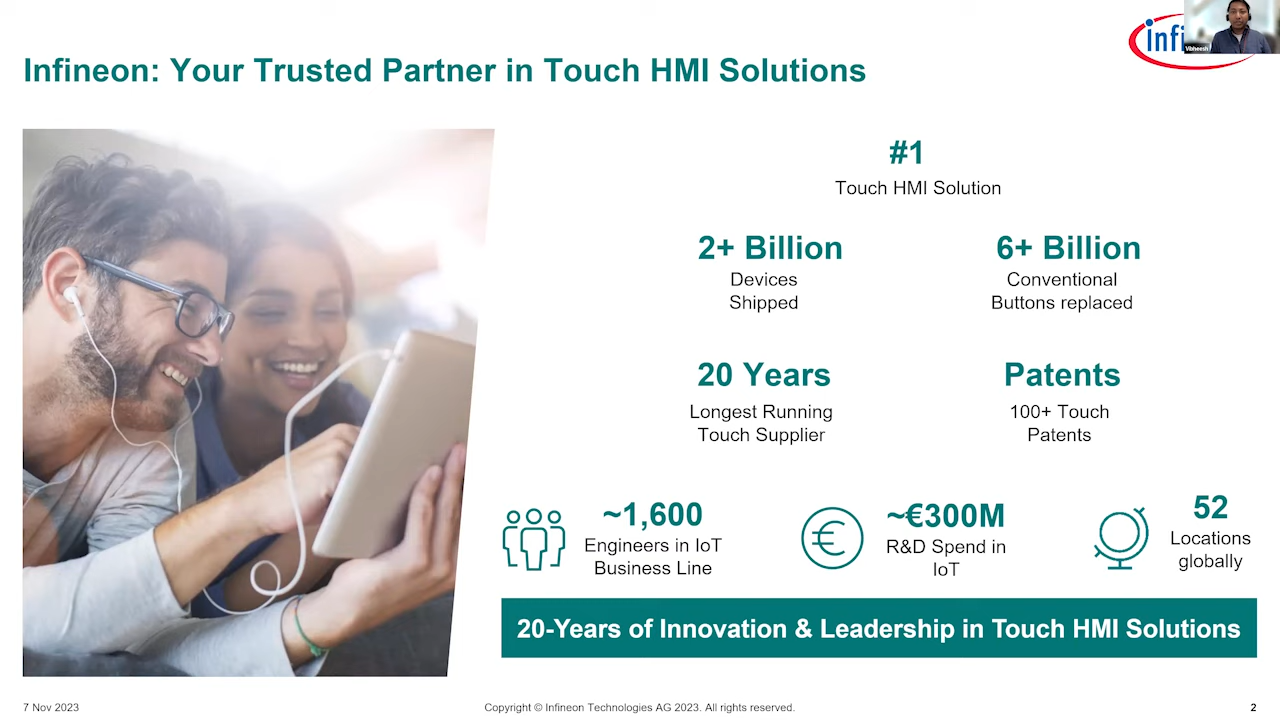 infi
Vibheesh
Infineon: Your Trusted Partner in Touch HMI Solutions
#1
Touch HMI Solution
2+ Billion
Devices
Shipped
6+ Billion
Conventional
Buttons replaced
20 Years
Longest Running
Touch Supplier
Patents
100+ Touch
Patents
~1,600
Engineers in IoT
Business Line
~€300M
R&D Spend in
IoT
52
Locations
globally
20-Years of Innovation & Leadership in Touch HMI Solutions
7 Nov 2023
Copyright © Infineon Technologies AG 2023. All rights reserved.
2